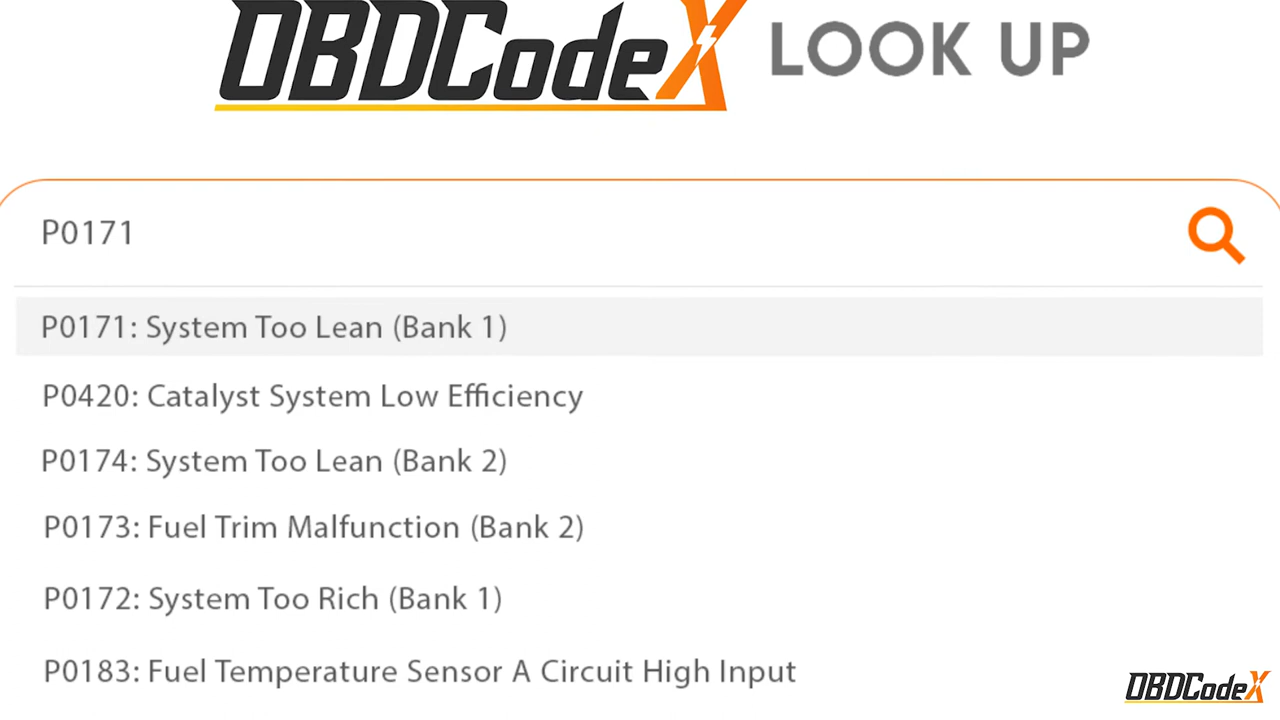 OBDCodeX LOOK UP
P0171
P0171: System Too Lean (Bank 1)
P0420: Catalyst System Low Efficiency
P0174: System Too Lean (Bank 2)
P0173: Fuel Trim Malfunction (Bank 2)
P0172: System Too Rich (Bank 1)
P0183: Fuel Temperature Sensor A Circuit High Input
OBDCodeX